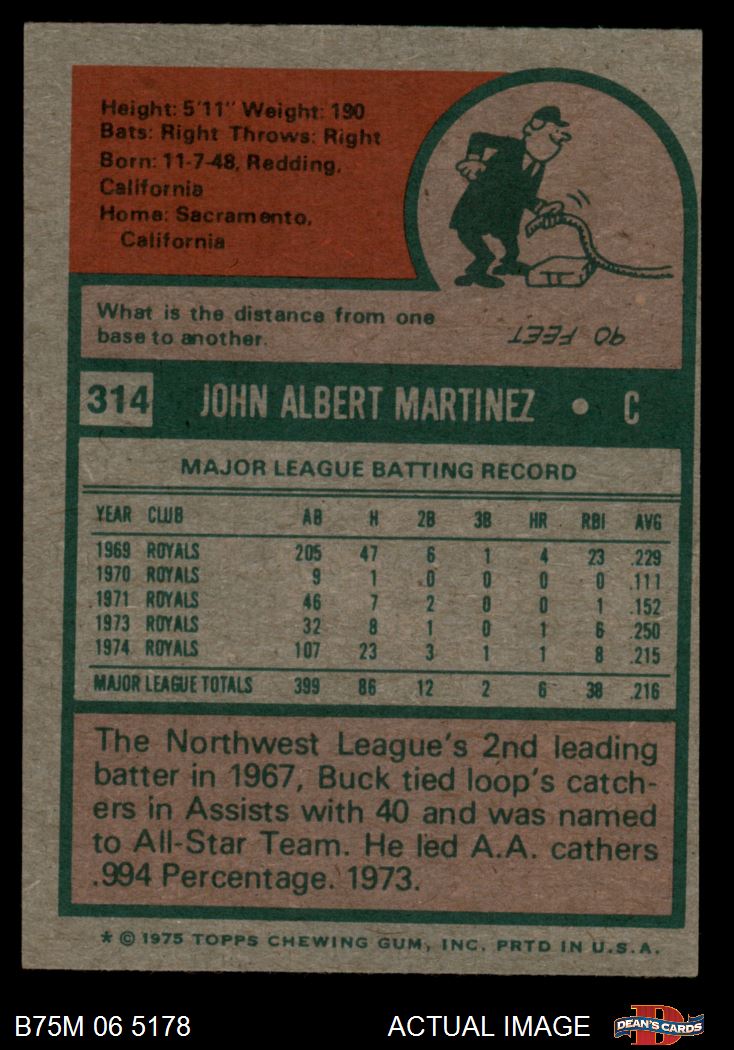 Height: 5'11" Weight: 190
Bats: Right Throws: Right
Born: 11-7-48, Redding,
California
Home: Sacramento,
California
What is the distance from one
base to another.
90 FEET
314 JOHN ALBERT MARTINEZ • C
MAJOR LEAGUE BATTING RECORD
YEAR CLUB AB H 2B 3B HR RBI AVG
1969 ROYALS 205 47 6 1 4 23 .229
1970 ROYALS 9 1 0 0 0 0 .111
1971 ROYALS 46 7 2 0 0 1 .152
1973 ROYALS 32 8 1 0 1 6 .250
1974 ROYALS 107 23 3 1 1 8 .215
MAJOR LEAGUE TOTALS 399 86 12 2 6 38 .216
The Northwest League's 2nd leading
batter in 1967, Buck tied loop's catch-
ers in Assists with 40 and was named
to All-Star Team. He led A.A. cathers
.994 Percentage. 1973.
* © 1975 TOPPS CHEWING GUM, INC. PRTD IN U.S.A.
B75M 06 5178 ACTUAL IMAGE
D
DEAN'S CARDS